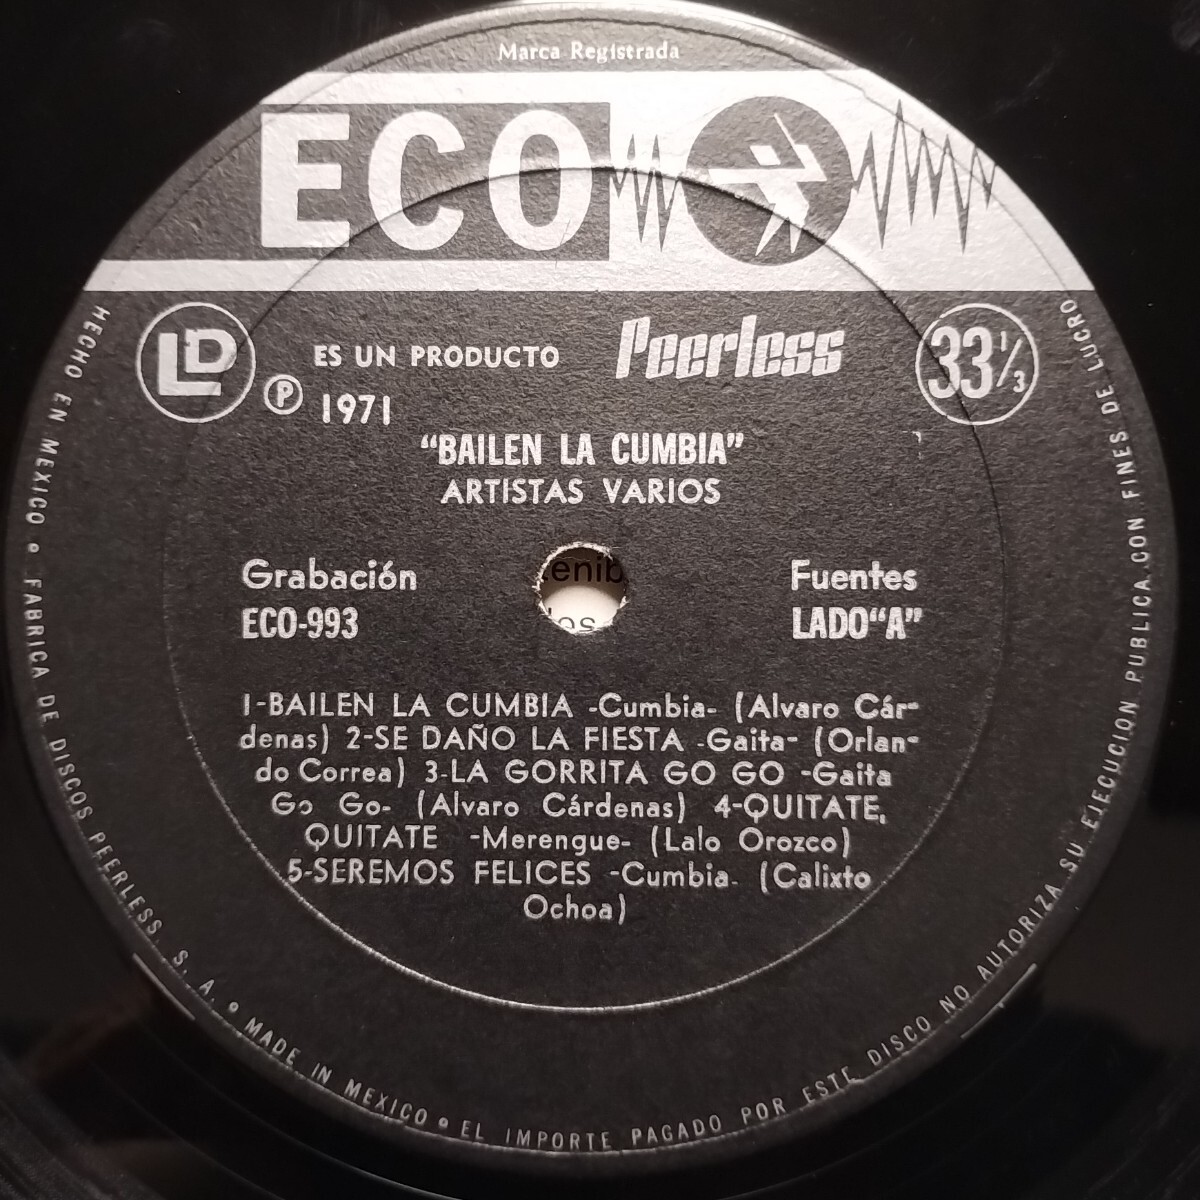 Marca Registrada
ECO
LD
ES UN PRODUCTO Peerless
33⅓
Ⓟ 1971
“BAILEN LA CUMBIA”
ARTISTAS VARIOS
Grabación Fuentes
ECO-993 LADO“A”
enib
les
1-BAILEN LA CUMBIA -Cumbia- (Alvaro Cár-
denas) 2-SE DAÑO LA FIESTA -Gaita- (Orlan-
do Correa) 3-LA GORRITA GO GO -Gaita
Go Go- (Alvaro Cárdenas) 4-QUITATE,
QUITATE -Merengue- (Lalo Orozco)
5-SEREMOS FELICES -Cumbia- (Calixto
Ochoa)
HECHO EN MEXICO • FABRICA DE DISCOS PEERLESS, S. A. • MADE IN MEXICO • EL IMPORTE PAGADO POR ESTE DISCO NO AUTORIZA SU EJECUCION PUBLICA CON FINES DE LUCRO